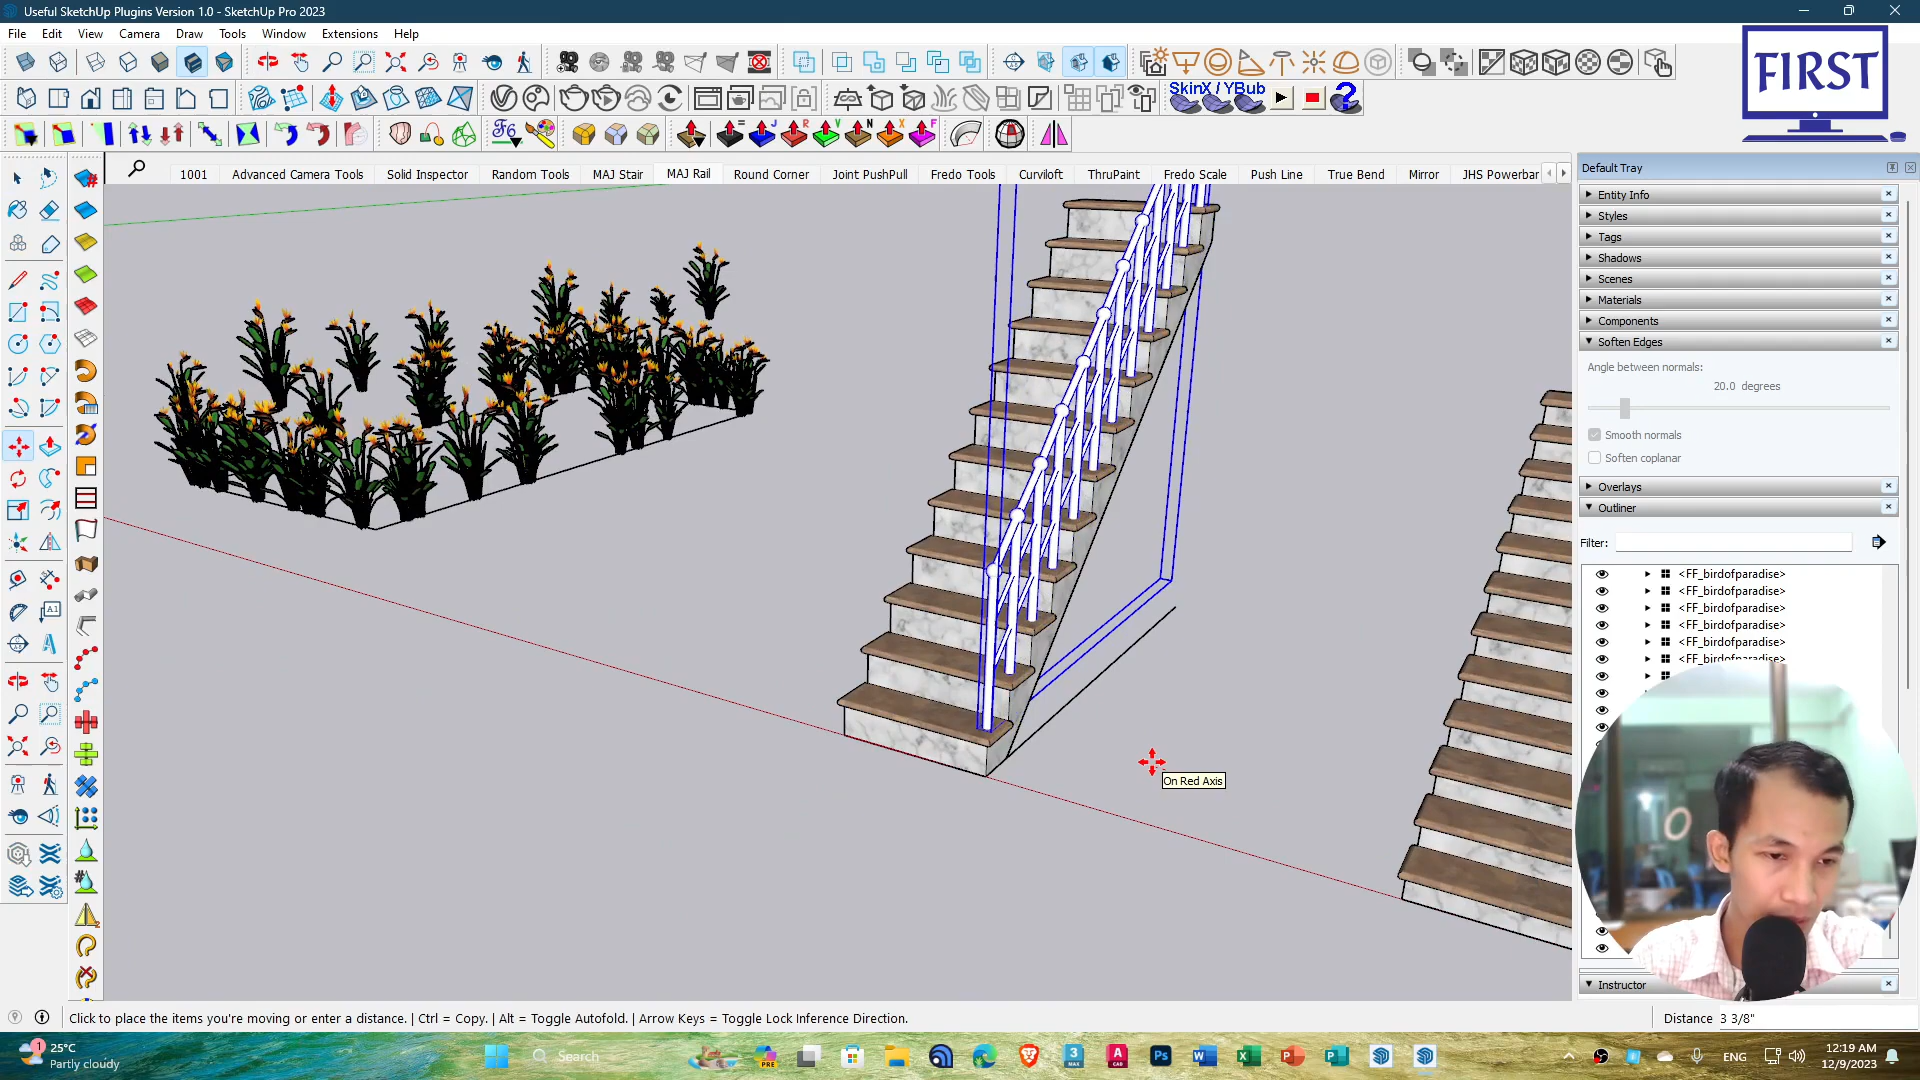 Useful SketchUp Plugins Version 1.0 - SketchUp Pro 2023
File Edit View Camera Draw Tools Window Extensions Help
FIRST
SkinX / YBub
1001 Advanced Camera Tools Solid Inspector Random Tools MAJ Stair MAJ Rail Round Corner Joint PushPull Fredo Tools Curviloft ThruPaint Fredo Scale Push Line True Bend Mirror JHS Powerbar
Default Tray
Entity Info
Styles
Tags
Shadows
Scenes
Materials
Components
Soften Edges
Angle between normals:
20.0 degrees
Smooth normals
Soften coplanar
Overlays
Outliner
Filter:
<FF_birdofparadise>
<FF_birdofparadise>
<FF_birdofparadise>
<FF_birdofparadise>
<FF_birdofparadise>
<FF_birdofparadise>
On Red Axis
Instructor
Click to place the items you're moving or enter a distance. | Ctrl = Copy. | Alt = Toggle Autofold. | Arrow Keys = Toggle Lock Inference Direction.
Distance 3 3/8"
25°C
Partly cloudy
Search
ENG
12:19 AM
12/9/2023